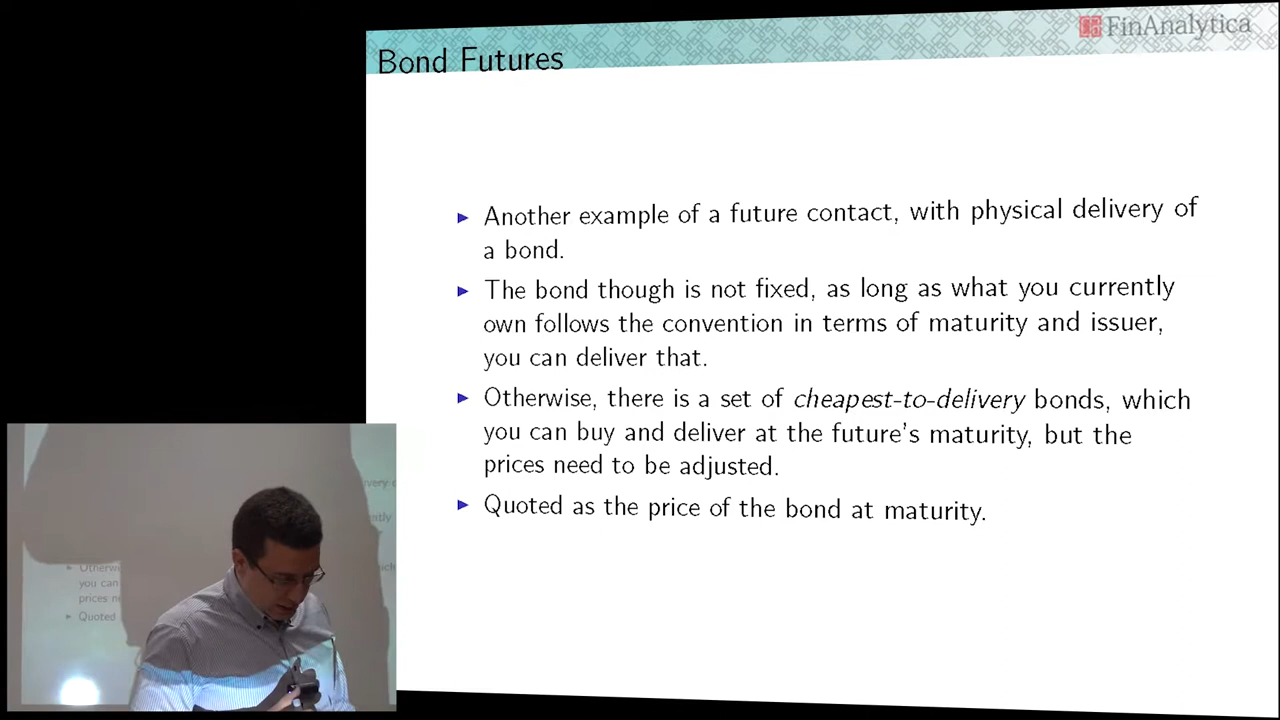 FinAnalytica
Bond Futures
Another example of a future contact, with physical delivery of
a bond.
The bond though is not fixed, as long as what you currently
own follows the convention in terms of maturity and issuer,
you can deliver that.
Otherwise, there is a set of cheapest-to-delivery bonds, which
you can buy and deliver at the future's maturity, but the
prices need to be adjusted.
Quoted as the price of the bond at maturity.
you can
Quoted